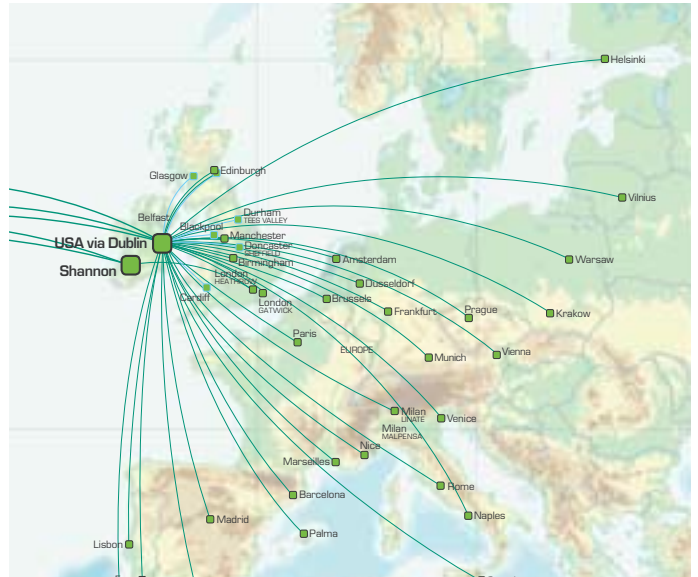 Helsinki
Glasgow
Edinburgh
Vilnius
Belfast
Durham
TEES VALLEY
Blackpool
Manchester
USA via Dublin
Doncaster
SHEFFIELD
Shannon
Birmingham
Amsterdam
Warsaw
London
HEATHROW
Dusseldorf
Cardiff
London
GATWICK
Brussels
Frankfurt
Prague
Krakow
Paris
EUROPE
Munich
Vienna
Milan
LINATE
Venice
Milan
MALPENSA
Nice
Marseilles
Rome
Barcelona
Naples
Madrid
Palma
Lisbon